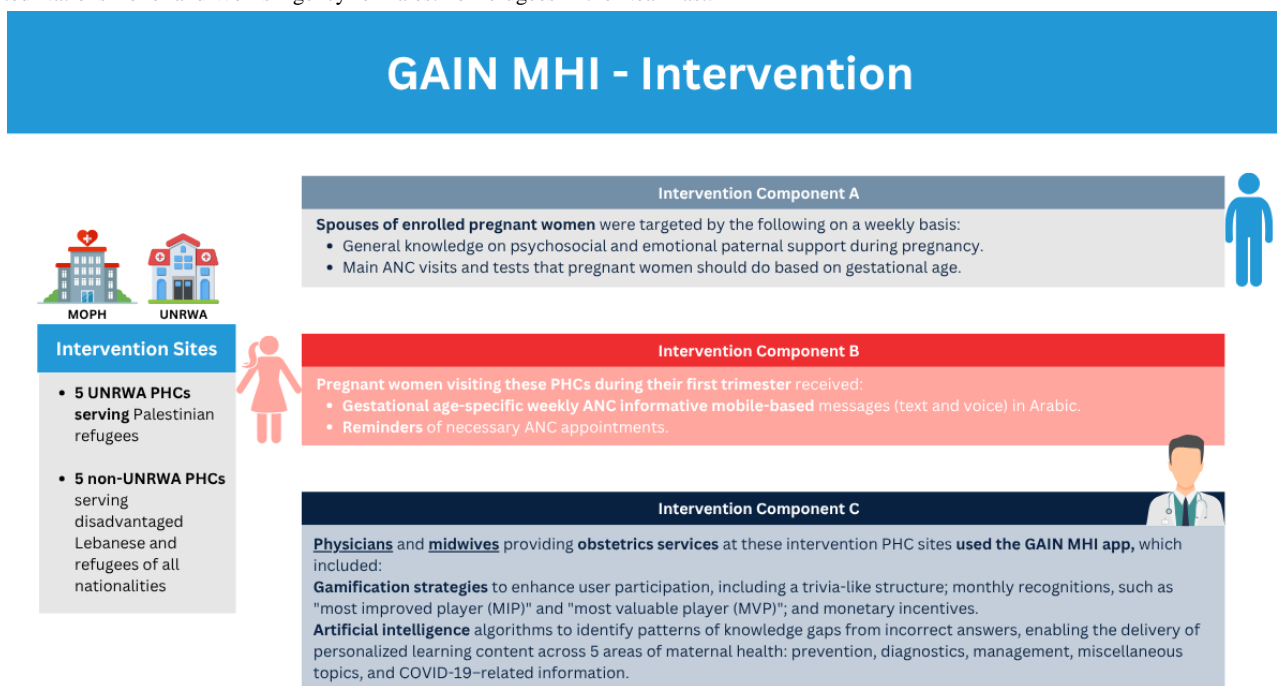 GAIN MHI - Intervention
Intervention Component A
Spouses of enrolled pregnant women were targeted by the following on a weekly basis:
• General knowledge on psychosocial and emotional paternal support during pregnancy.
• Main ANC visits and tests that pregnant women should do based on gestational age.
MOPH
UNRWA
Intervention Sites
• 5 UNRWA PHCs
serving Palestinian
refugees
• 5 non-UNRWA PHCs
serving
disadvantaged
Lebanese and
refugees of all
nationalities
Intervention Component B
Pregnant women visiting these PHCs during their first trimester received:
• Gestational age-specific weekly ANC informative mobile-based messages (text and voice) in Arabic.
• Reminders of necessary ANC appointments.
Intervention Component C
Physicians and midwives providing obstetrics services at these intervention PHC sites used the GAIN MHI app, which
included:
Gamification strategies to enhance user participation, including a trivia-like structure; monthly recognitions, such as
"most improved player (MIP)" and "most valuable player (MVP)"; and monetary incentives.
Artificial intelligence algorithms to identify patterns of knowledge gaps from incorrect answers, enabling the delivery of
personalized learning content across 5 areas of maternal health: prevention, diagnostics, management, miscellaneous
topics, and COVID-19–related information.